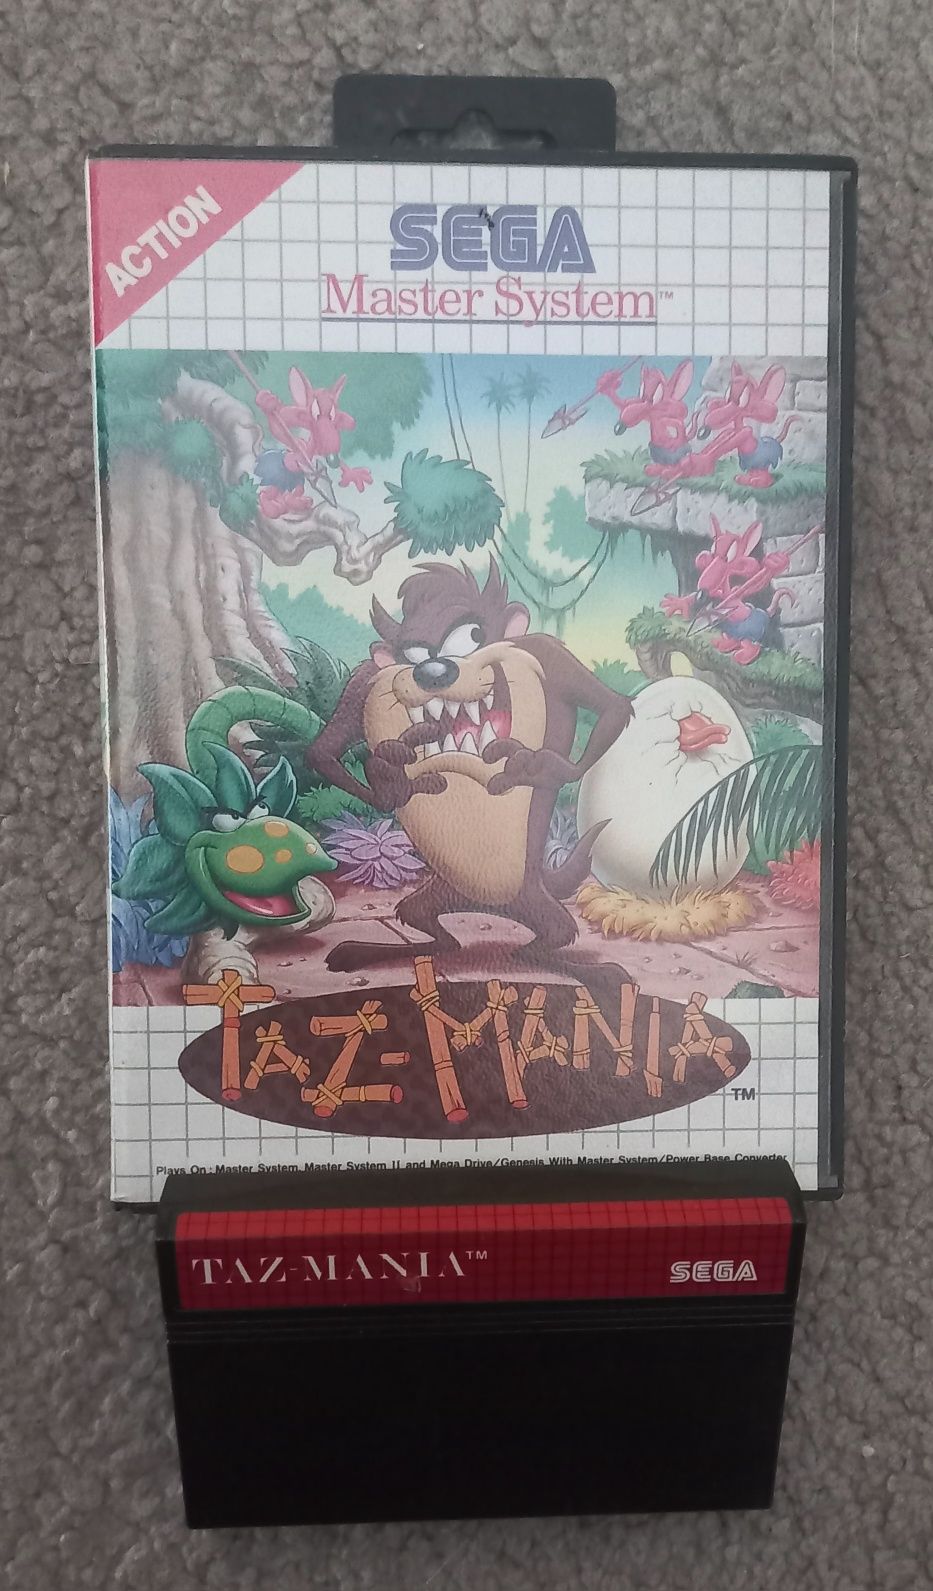 ACTION
SEGA
Master System™
TAZ-MANIA
TM
Plays On: Master System, Master System II and Mega Drive/Genesis With Master System/Power Base Converter
TAZ-MANIA™
SEGA